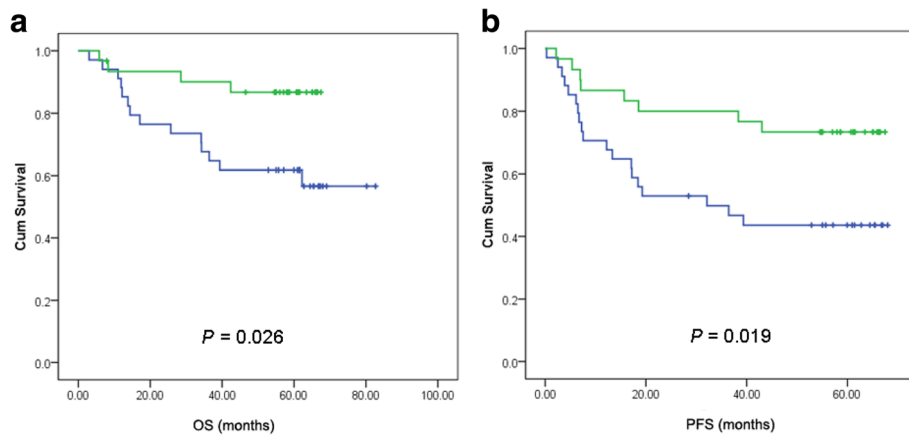 a
Cum Survival
1.0
0.8
0.6
0.4
0.2
0.0
P = 0.026
0.00 20.00 40.00 60.00 80.00 100.00
OS (months)
b
Cum Survival
1.0
0.8
0.6
0.4
0.2
0.0
P = 0.019
0.00 20.00 40.00 60.00
PFS (months)